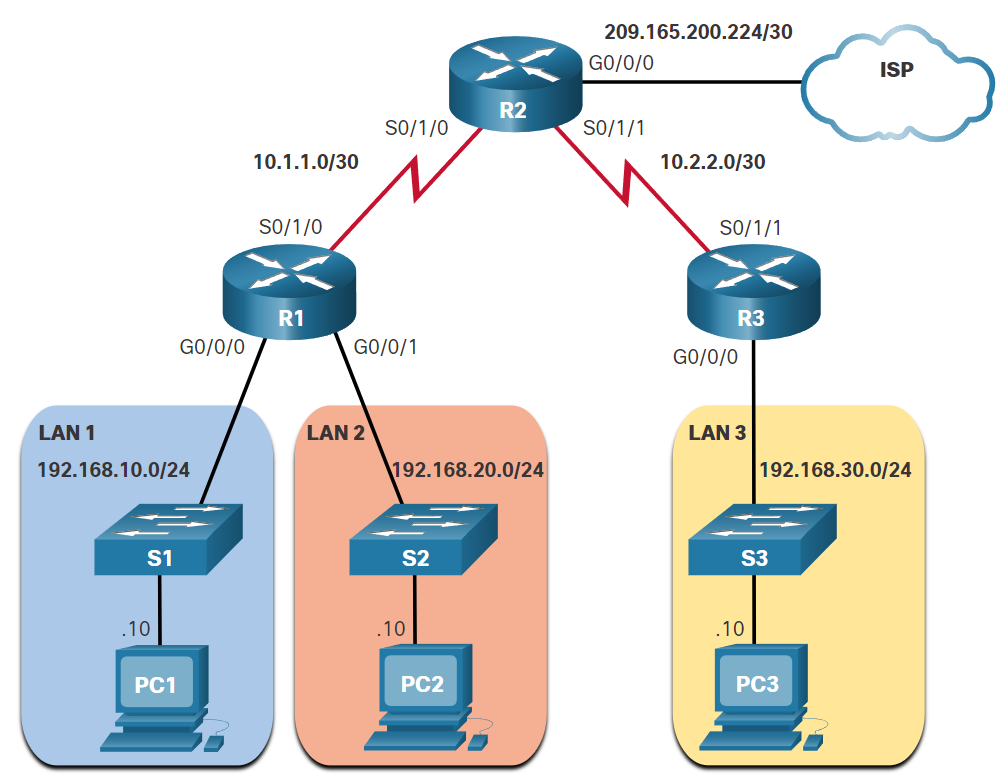 209.165.200.224/30
G0/0/0
ISP
R2
S0/1/0
S0/1/1
10.1.1.0/30
10.2.2.0/30
S0/1/0
S0/1/1
R1
R3
G0/0/0
G0/0/1
G0/0/0
LAN 1
LAN 2
LAN 3
192.168.10.0/24
192.168.20.0/24
192.168.30.0/24
S1
S2
S3
.10
.10
.10
PC1
PC2
PC3